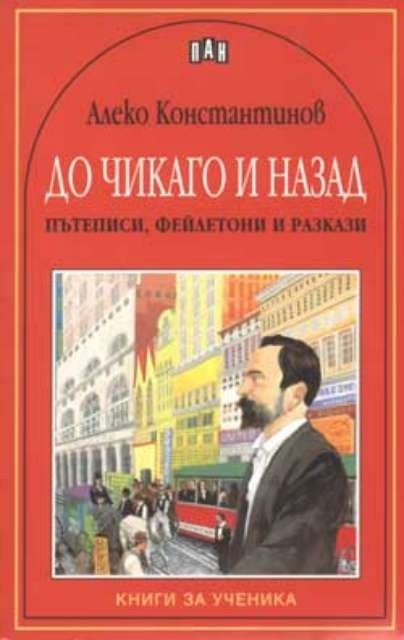 ПАН
Алеко Константинов
ДО ЧИКАГО И НАЗАД
ПЪТЕПИСИ, ФЕЙЛЕТОНИ И РАЗКАЗИ
КНИГИ ЗА УЧЕНИКА